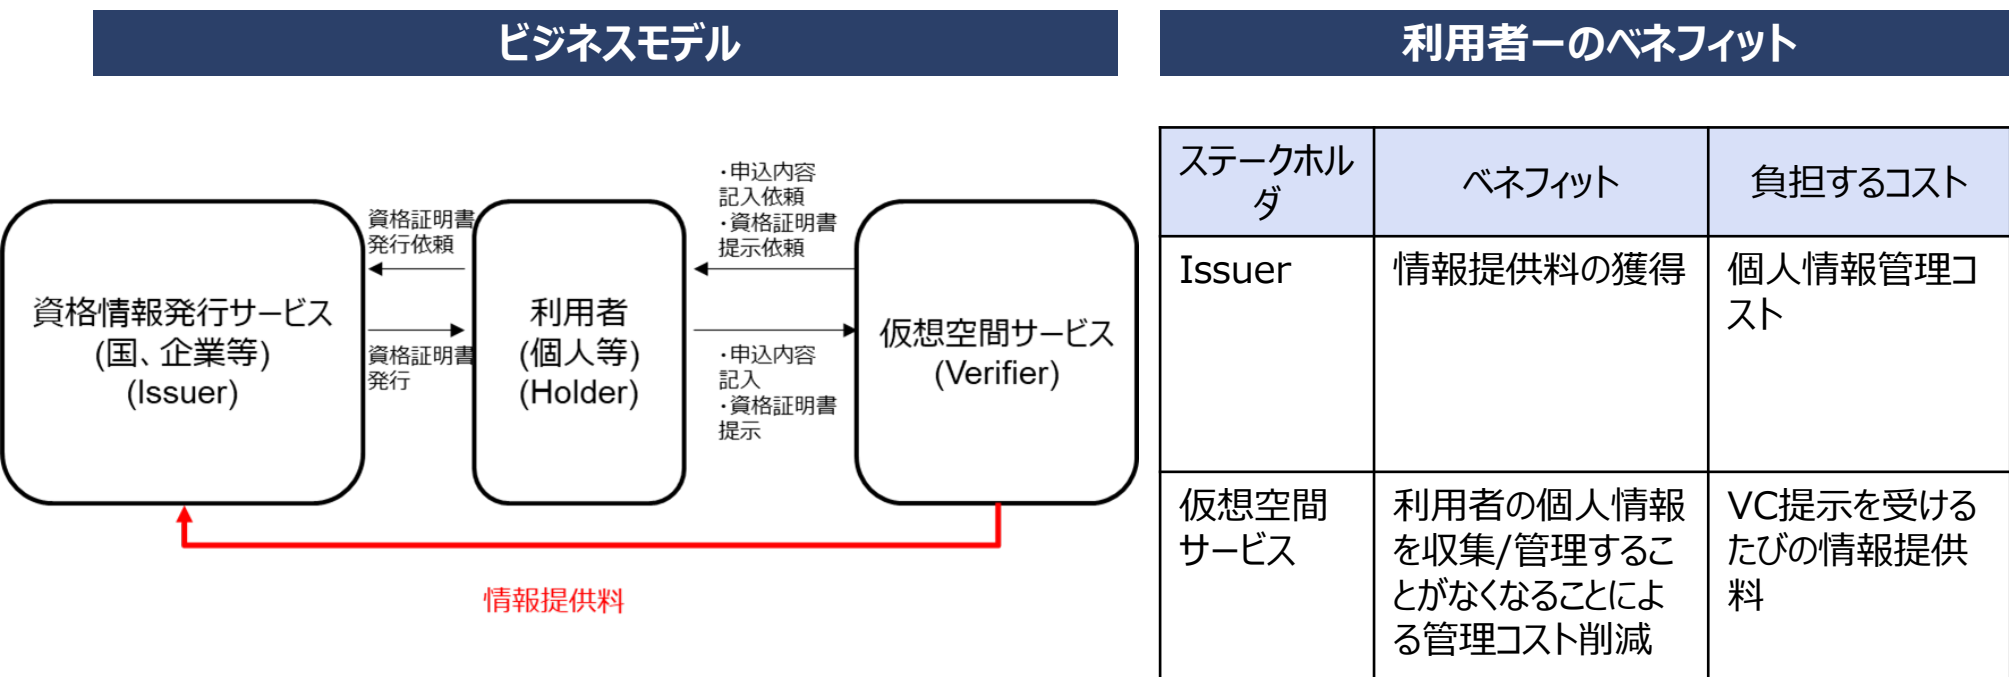 ビジネスモデル
利用者ーのベネフィット
資格情報発行サービス
(国、企業等)
(Issuer)
資格証明書
発行依頼
資格証明書
発行
利用者
(個人等)
(Holder)
・申込内容
記入依頼
・資格証明書
提示依頼
・申込内容
記入
・資格証明書
提示
仮想空間サービス
(Verifier)
情報提供料
ステークホル
ダ
ベネフィット
負担するコスト
Issuer
情報提供料の獲得
個人情報管理コ
スト
仮想空間
サービス
利用者の個人情報
を収集/管理するこ
とがなくなることによ
る管理コスト削減
VC提示を受ける
たびの情報提供
料